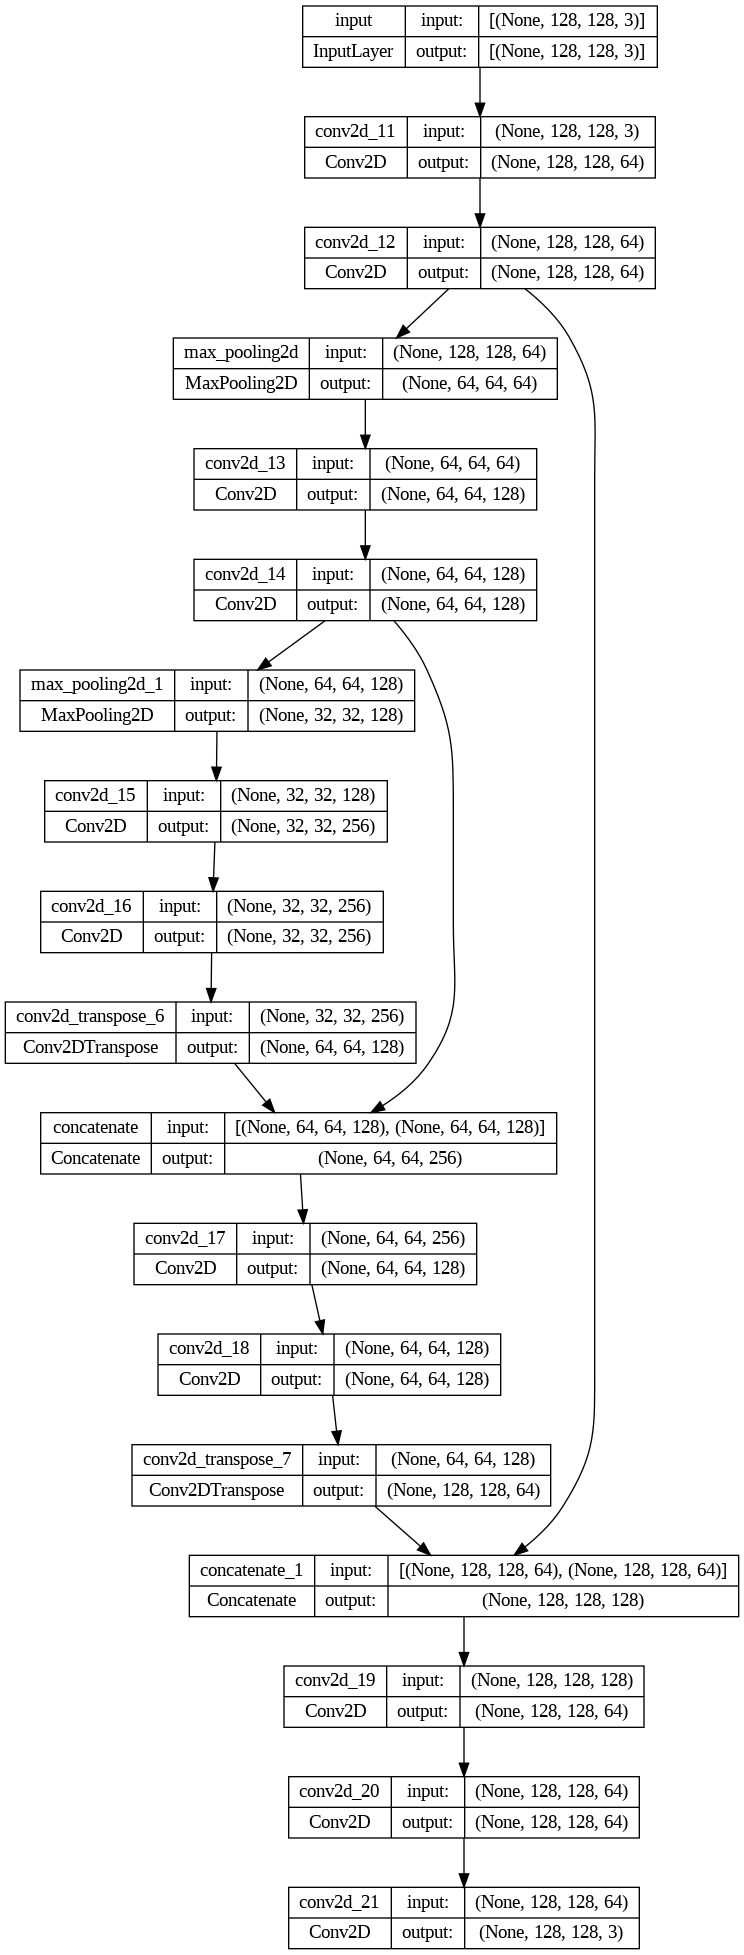 input input: [(None, 128, 128, 3)]
InputLayer output: [(None, 128, 128, 3)]
conv2d_11 input: (None, 128, 128, 3)
Conv2D output: (None, 128, 128, 64)
conv2d_12 input: (None, 128, 128, 64)
Conv2D output: (None, 128, 128, 64)
max_pooling2d input: (None, 128, 128, 64)
MaxPooling2D output: (None, 64, 64, 64)
conv2d_13 input: (None, 64, 64, 64)
Conv2D output: (None, 64, 64, 128)
conv2d_14 input: (None, 64, 64, 128)
Conv2D output: (None, 64, 64, 128)
max_pooling2d_1 input: (None, 64, 64, 128)
MaxPooling2D output: (None, 32, 32, 128)
conv2d_15 input: (None, 32, 32, 128)
Conv2D output: (None, 32, 32, 256)
conv2d_16 input: (None, 32, 32, 256)
Conv2D output: (None, 32, 32, 256)
conv2d_transpose_6 input: (None, 32, 32, 256)
Conv2DTranspose output: (None, 64, 64, 128)
concatenate input: [(None, 64, 64, 128), (None, 64, 64, 128)]
Concatenate output: (None, 64, 64, 256)
conv2d_17 input: (None, 64, 64, 256)
Conv2D output: (None, 64, 64, 128)
conv2d_18 input: (None, 64, 64, 128)
Conv2D output: (None, 64, 64, 128)
conv2d_transpose_7 input: (None, 64, 64, 128)
Conv2DTranspose output: (None, 128, 128, 64)
concatenate_1 input: [(None, 128, 128, 64), (None, 128, 128, 64)]
Concatenate output: (None, 128, 128, 128)
conv2d_19 input: (None, 128, 128, 128)
Conv2D output: (None, 128, 128, 64)
conv2d_20 input: (None, 128, 128, 64)
Conv2D output: (None, 128, 128, 64)
conv2d_21 input: (None, 128, 128, 64)
Conv2D output: (None, 128, 128, 3)